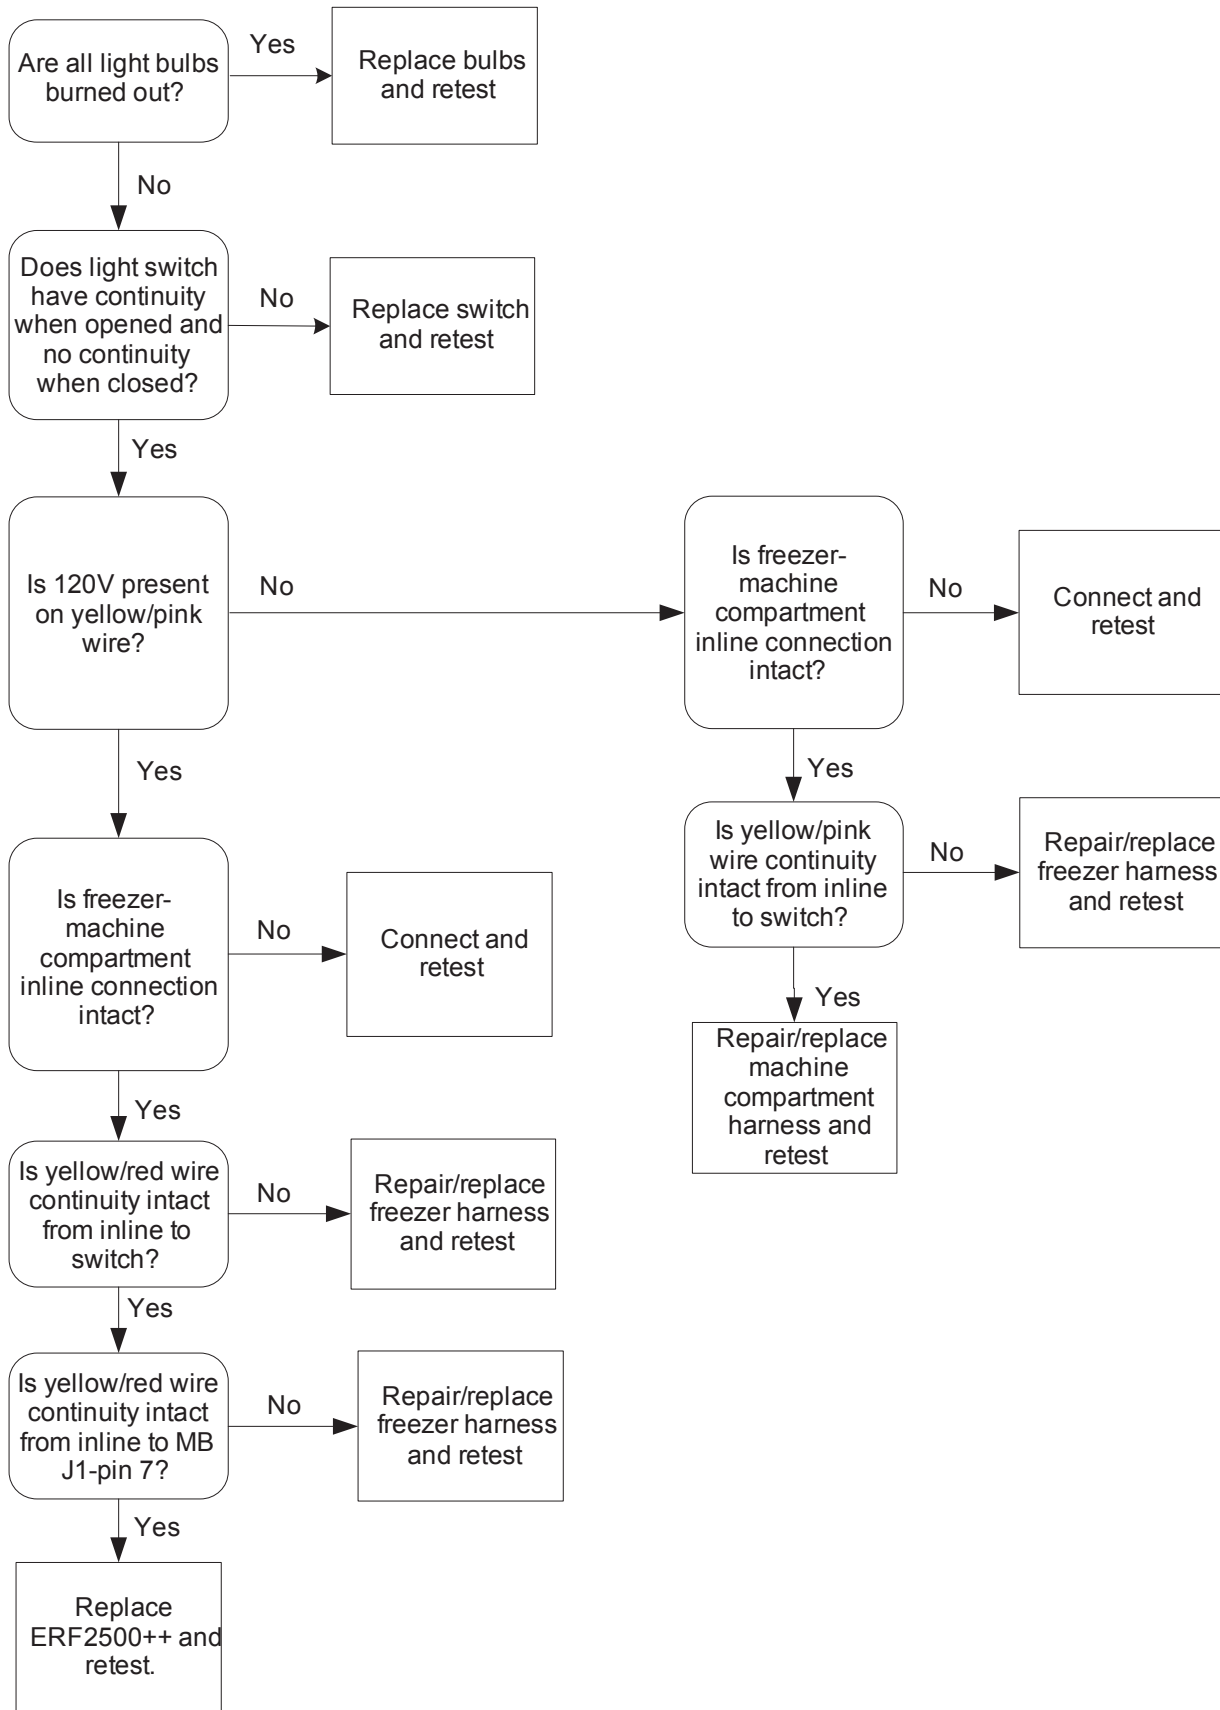 Are all light bulbs
burned out?
Yes
Replace bulbs
and retest
No
Does light switch
have continuity
when opened and
no continuity
when closed?
No
Replace switch
and retest
Yes
Is 120V present
on yellow/pink
wire?
No
Is freezer-
machine
compartment
inline connection
intact?
No
Connect and
retest
Yes
Is yellow/pink
wire continuity
intact from inline
to switch?
No
Repair/replace
freezer harness
and retest
Yes
Repair/replace
machine
compartment
harness and
retest
Yes
Is freezer-
machine
compartment
inline connection
intact?
No
Connect and
retest
Yes
Is yellow/red wire
continuity intact
from inline to
switch?
No
Repair/replace
freezer harness
and retest
Yes
Is yellow/red wire
continuity intact
from inline to MB
J1-pin 7?
No
Repair/replace
freezer harness
and retest
Yes
Replace
ERF2500++ and
retest.